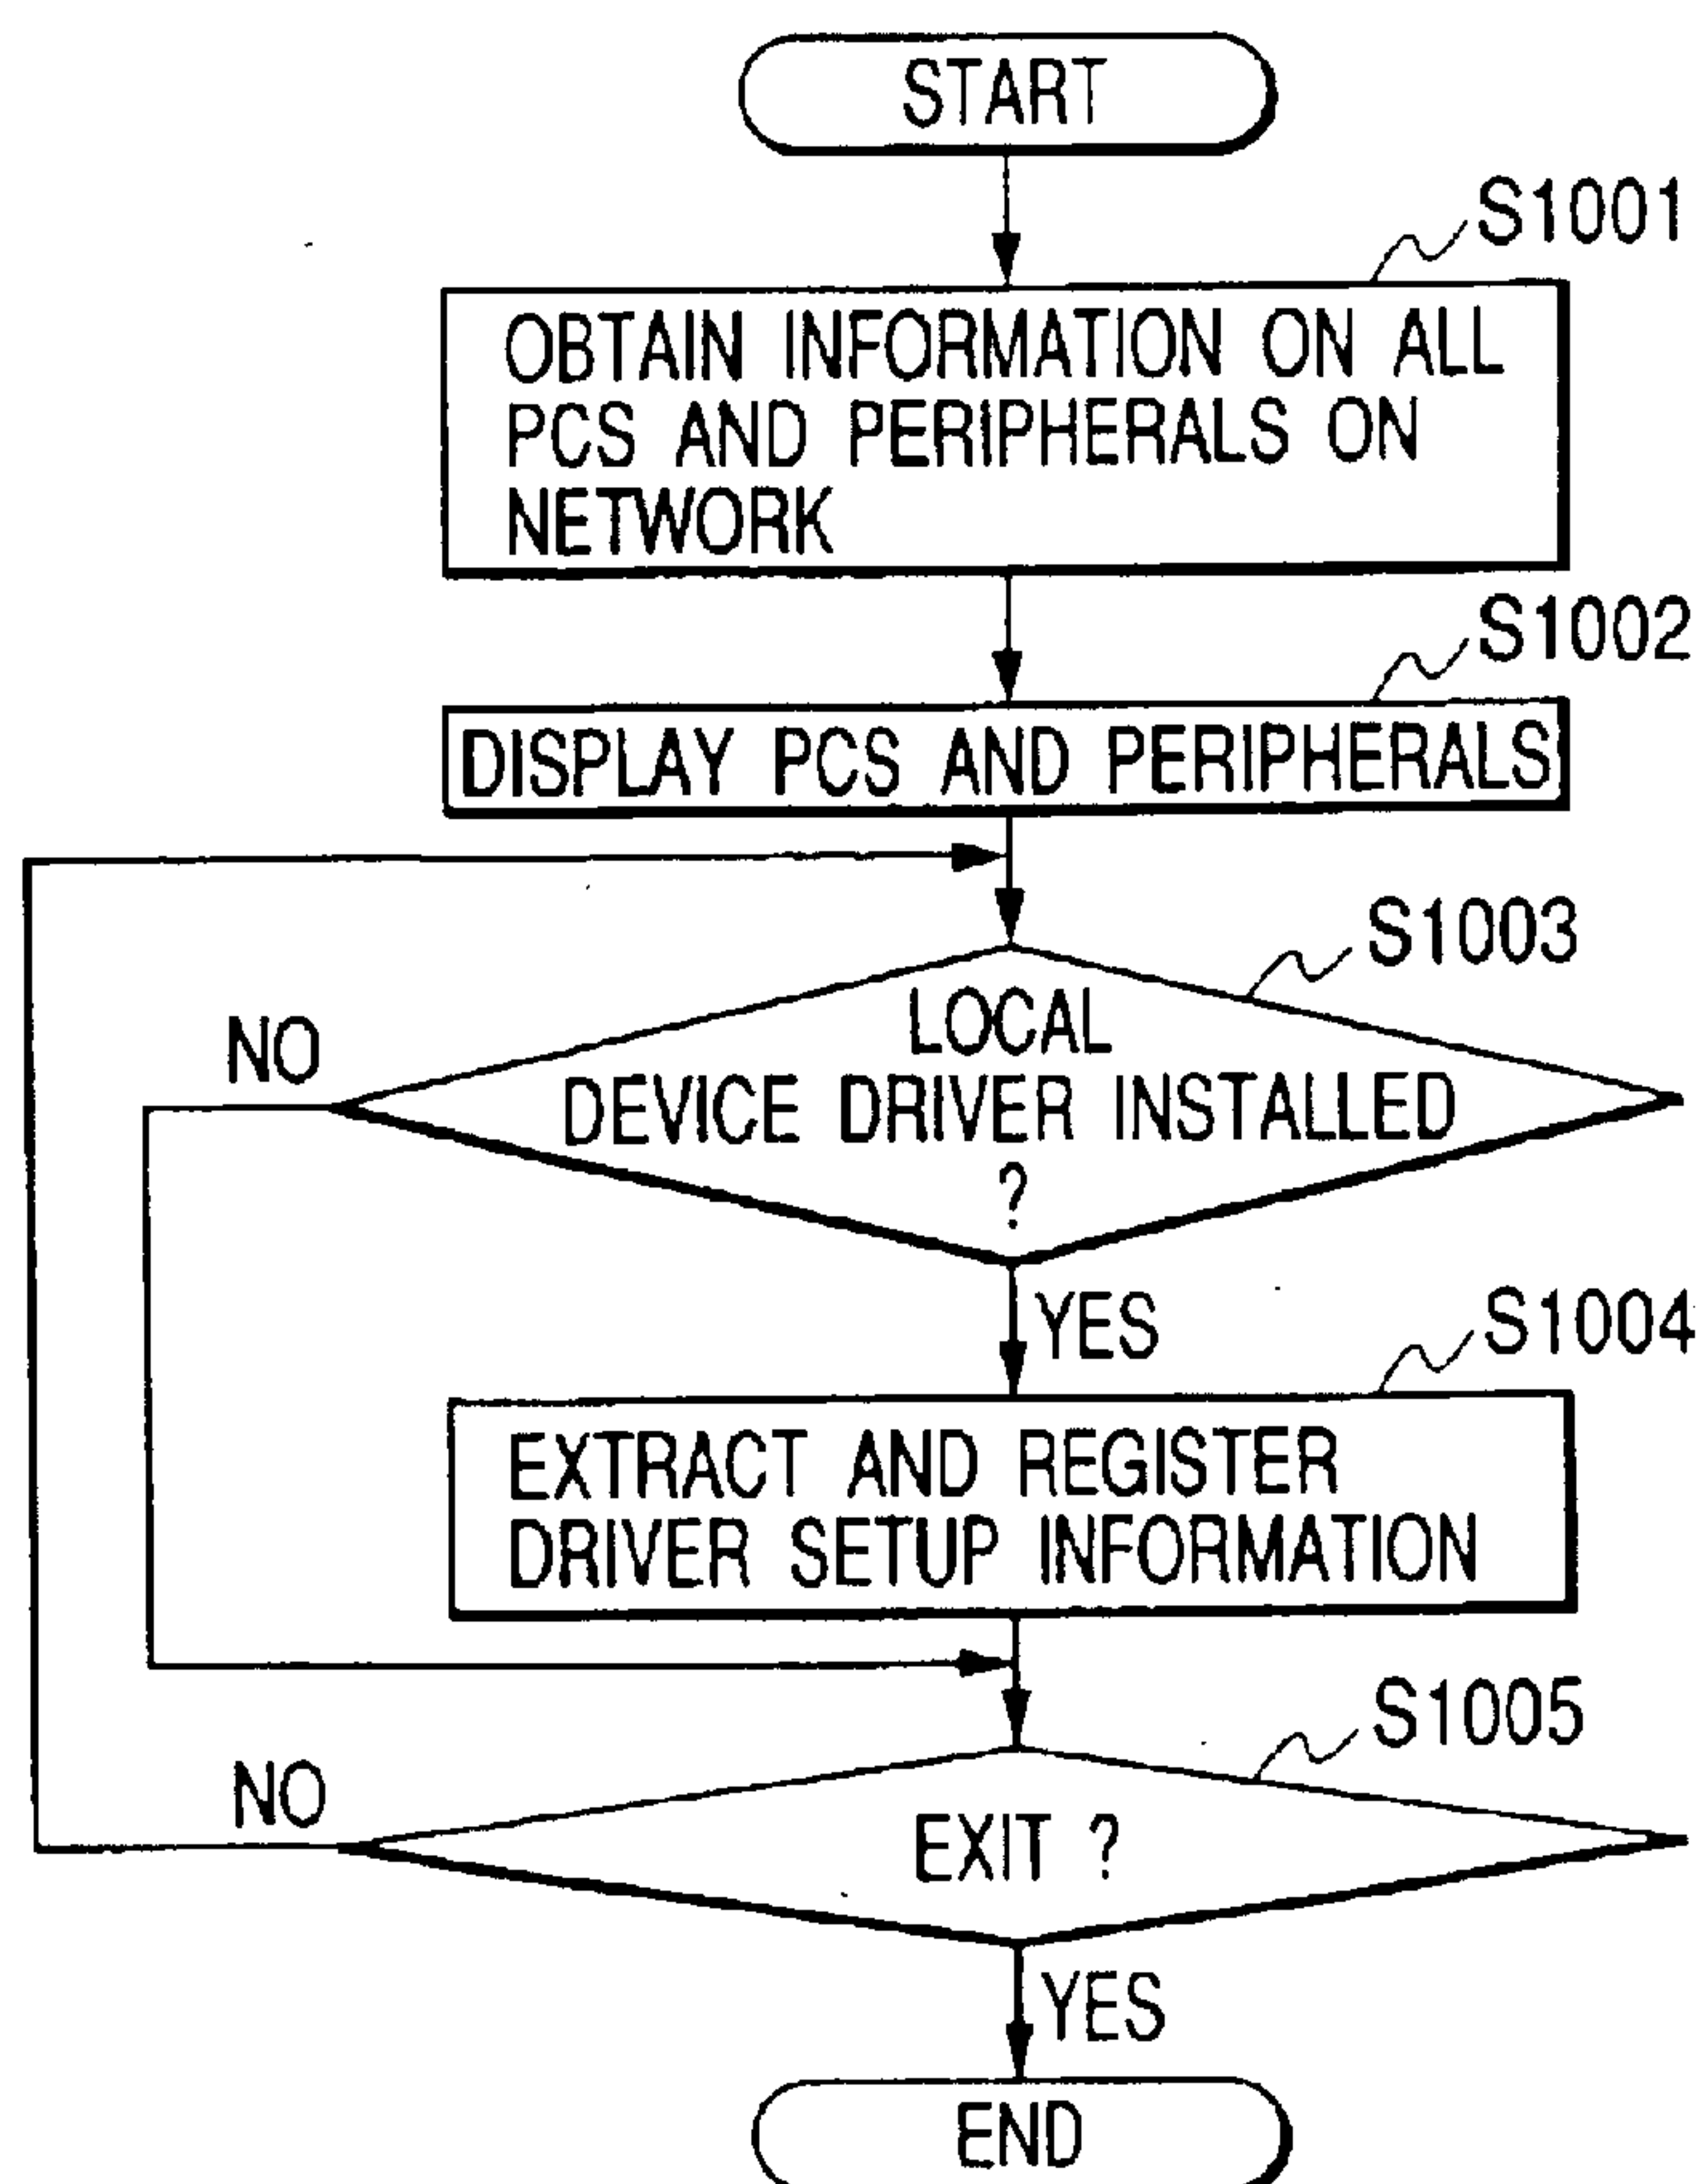 START
S1001
OBTAIN INFORMATION ON ALL
PCS AND PERIPHERALS ON
NETWORK
S1002
DISPLAY PCS AND PERIPHERALS
S1003
LOCAL
NO
DEVICE DRIVER INSTALLED
?
YES
S1004
EXTRACT AND REGISTER
DRIVER SETUP INFORMATION
S1005
NO
EXIT ?
YES
END